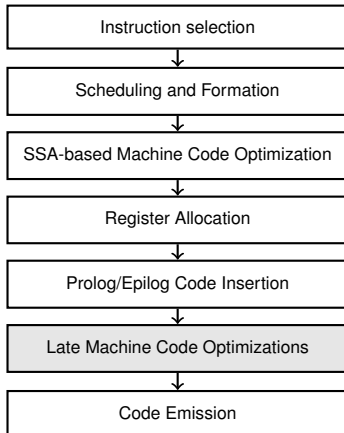 Instruction selection
Scheduling and Formation
SSA-based Machine Code Optimization
Register Allocation
Prolog/Epilog Code Insertion
Late Machine Code Optimizations
Code Emission